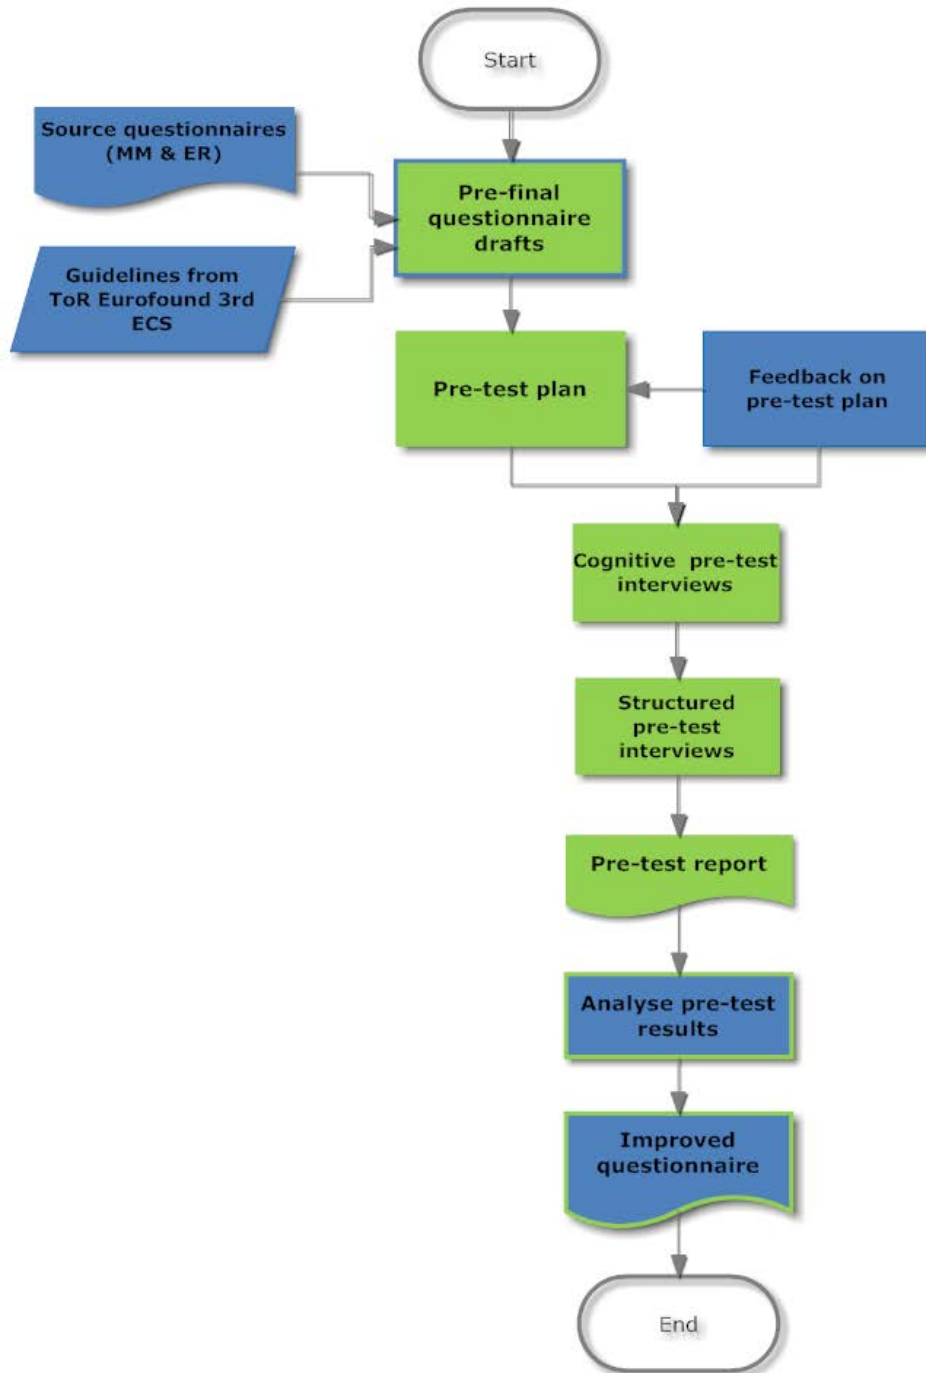 Start
Source questionnaires
(MM & ER)
Pre-final
questionnaire
drafts
Guidelines from
ToR Eurofound 3rd
ECS
Pre-test plan
Feedback on
pre-test plan
Cognitive pre-test
interviews
Structured
pre-test
interviews
Pre-test report
Analyse pre-test
results
Improved
questionnaire
End